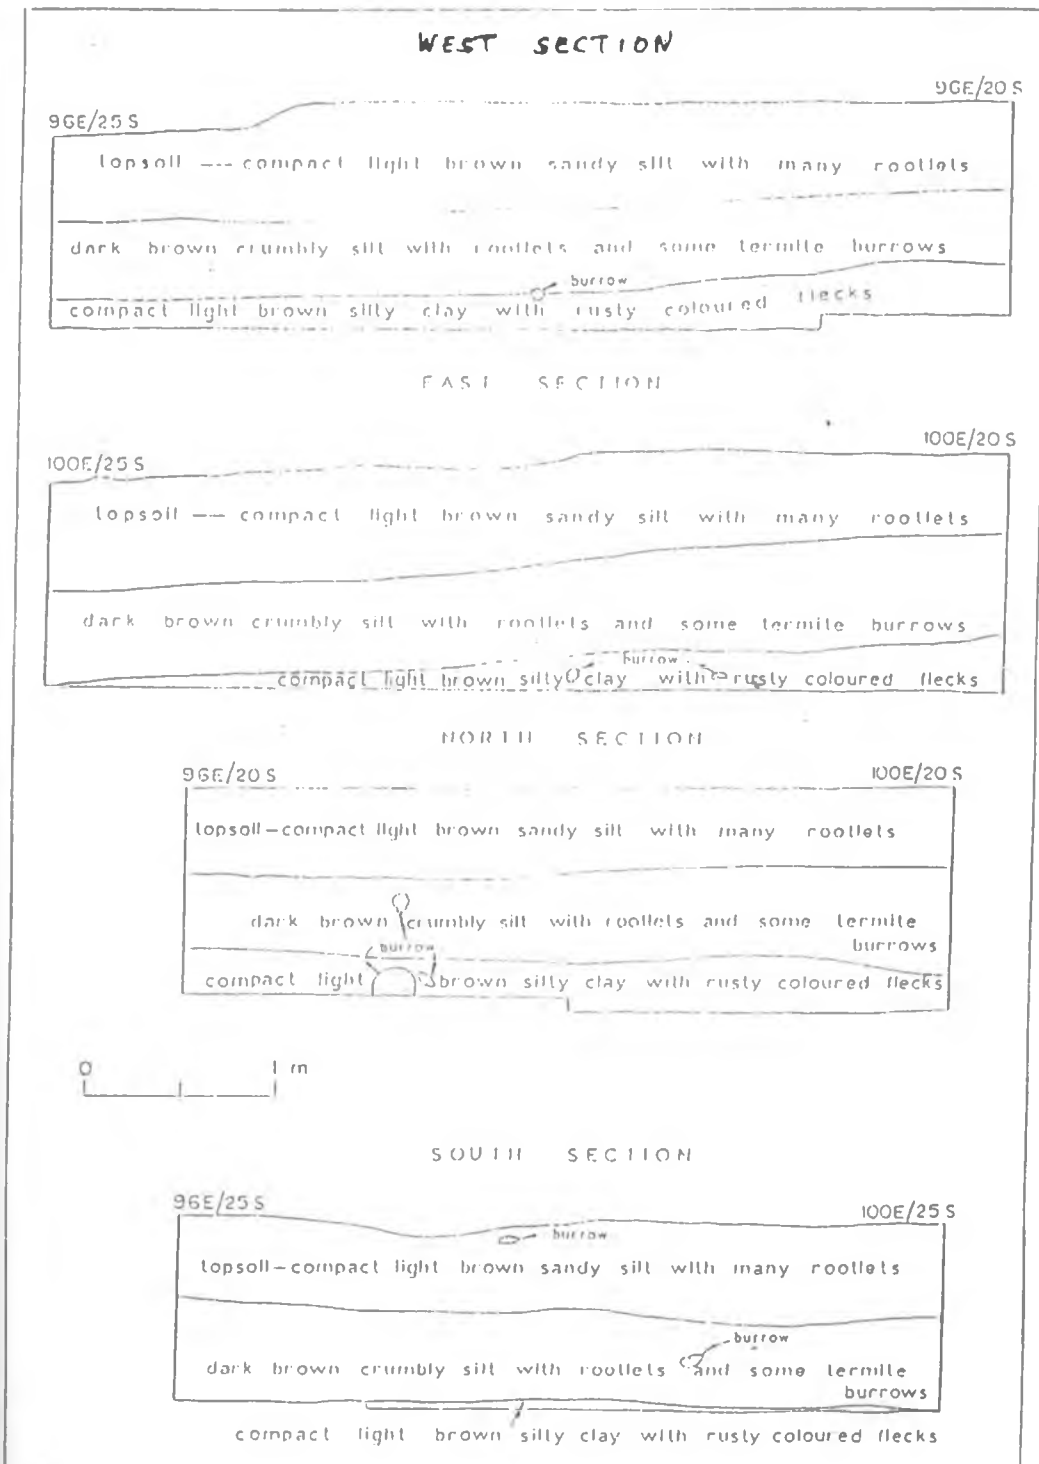 WEST SECTION
96E/20 S
96E/25 S
topsoil --- compact light brown sandy silt with many rootlets
dark brown crumbly silt with rootlets and some termite burrows
burrow
compact light brown silty clay with rusty coloured flecks
EAST SECTION
100E/20 S
100E/25 S
topsoil –– compact light brown sandy silt with many rootlets
dark brown crumbly silt with rootlets and some termite burrows
burrow
compact light brown silty clay with rusty coloured flecks
NORTH SECTION
96E/20 S
100E/20 S
topsoil–compact light brown sandy silt with many rootlets
dark brown crumbly silt with rootlets and some termite
burrows
burrow
compact light brown silty clay with rusty coloured flecks
0 1 m
SOUTH SECTION
96E/25 S
100E/25 S
burrow
topsoil–compact light brown sandy silt with many rootlets
burrow
dark brown crumbly silt with rootlets and some termite
burrows
compact light brown silty clay with rusty coloured flecks